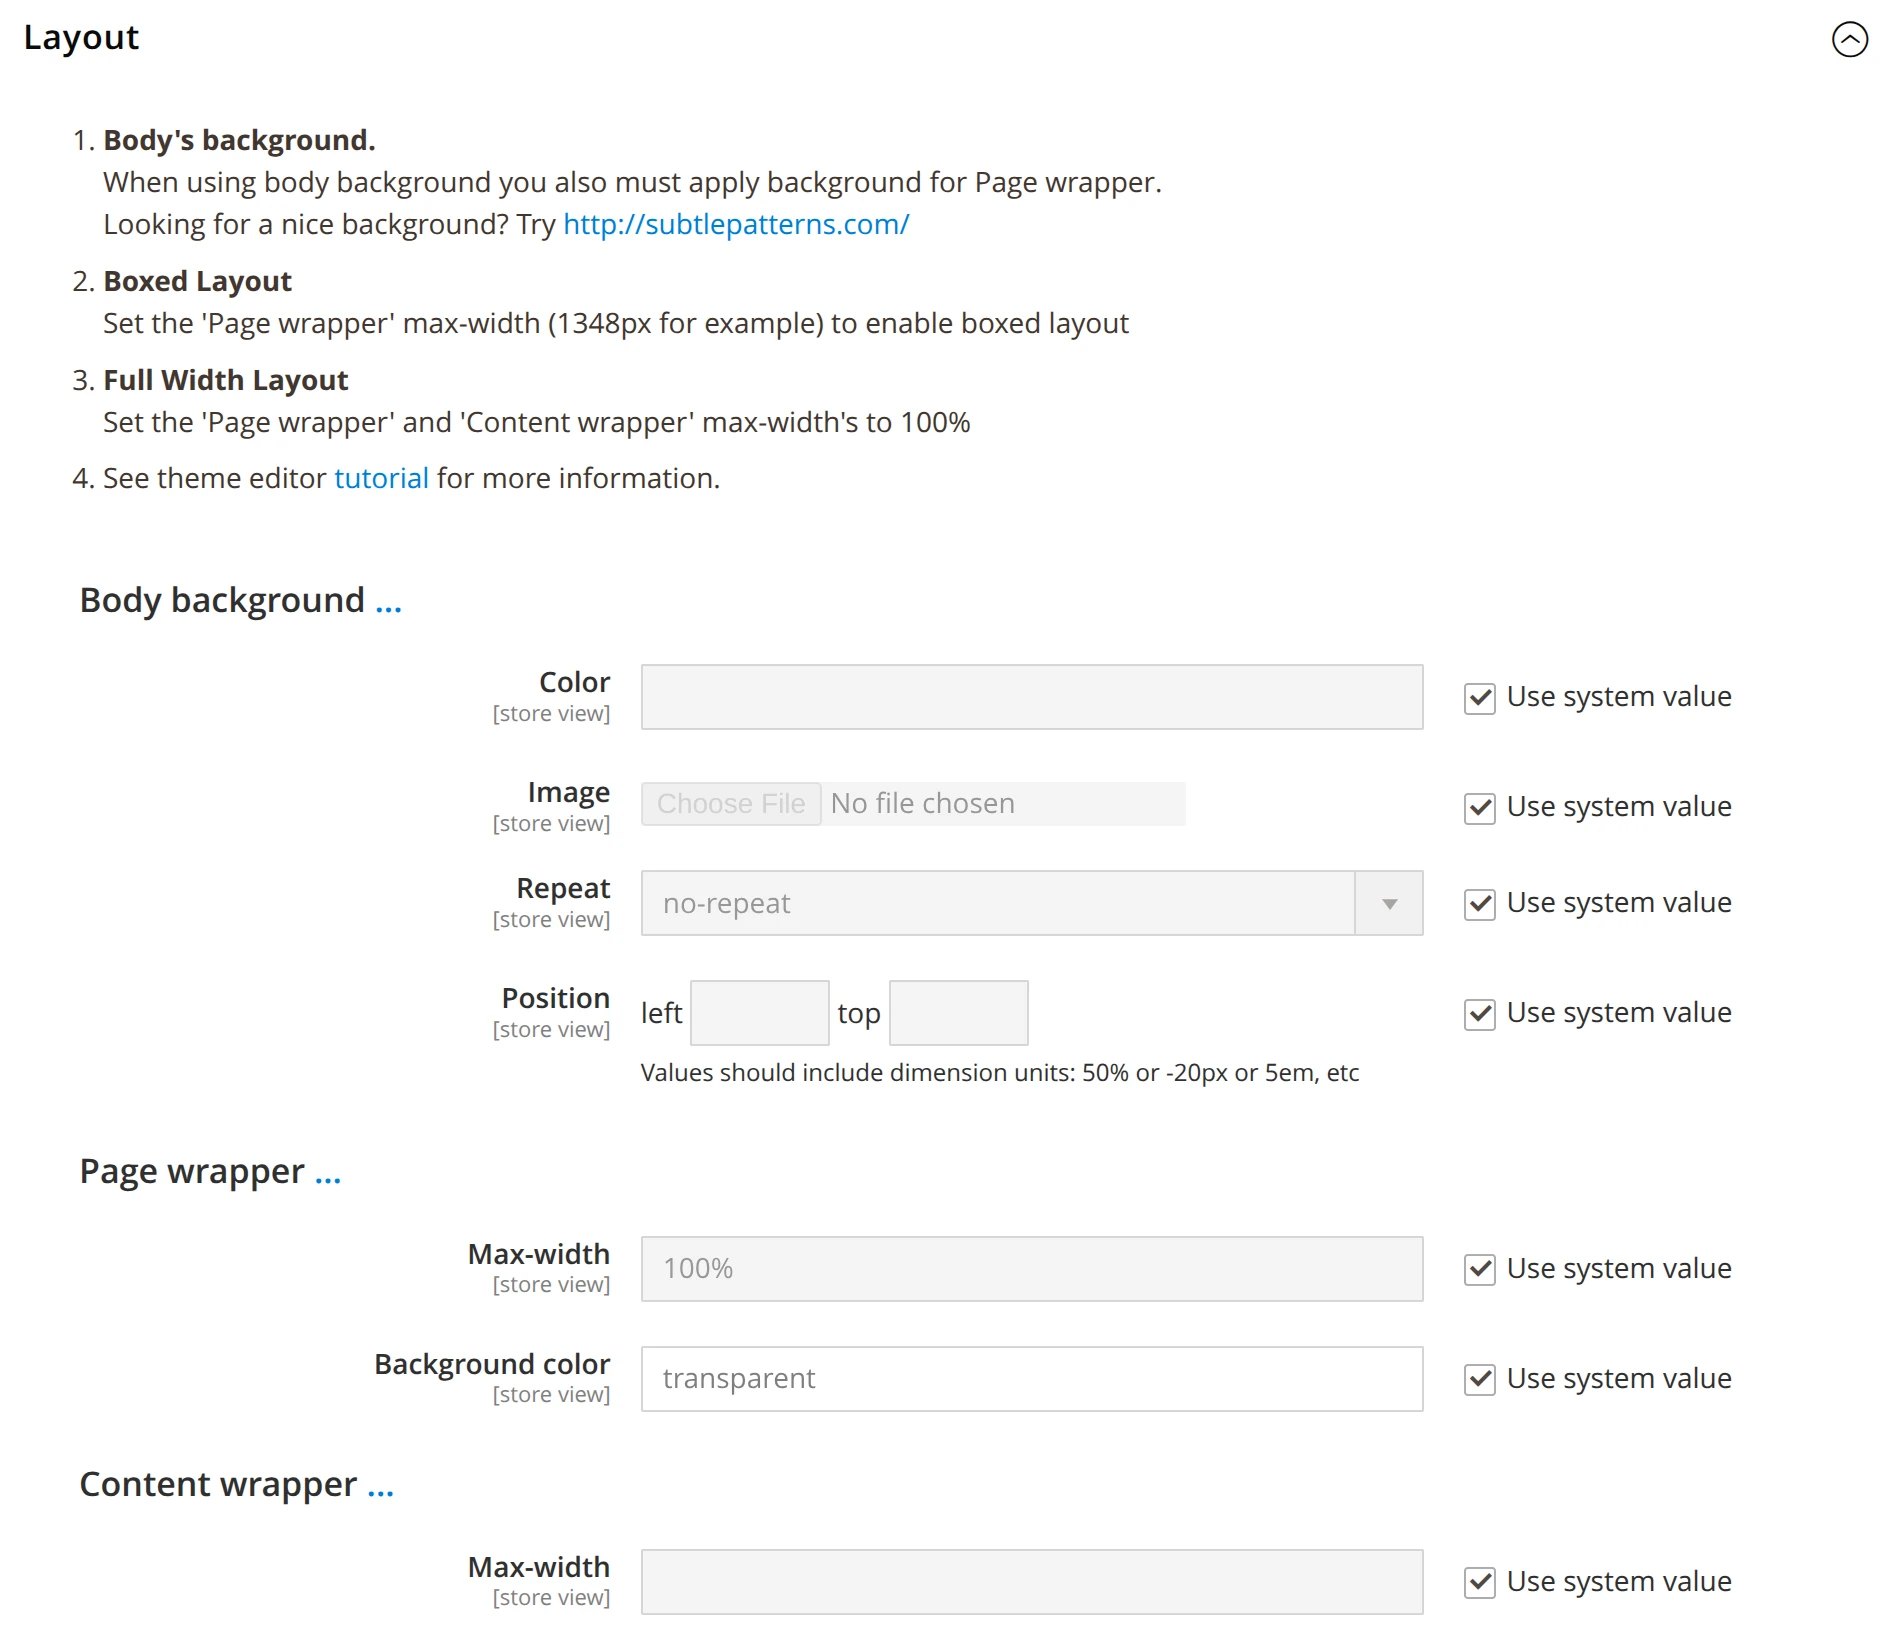 Layout
1. Body's background.
When using body background you also must apply background for Page wrapper.
Looking for a nice background? Try http://subtlepatterns.com/
2. Boxed Layout
Set the 'Page wrapper' max-width (1348px for example) to enable boxed layout
3. Full Width Layout
Set the 'Page wrapper' and 'Content wrapper' max-width's to 100%
4. See theme editor tutorial for more information.
Body background ...
Color
[store view]
Use system value
Image
[store view]
Choose File No file chosen
Use system value
Repeat
[store view]
no-repeat
Use system value
Position
[store view]
left top
Use system value
Values should include dimension units: 50% or -20px or 5em, etc
Page wrapper ...
Max-width
[store view]
100%
Use system value
Background color
[store view]
transparent
Use system value
Content wrapper ...
Max-width
[store view]
Use system value